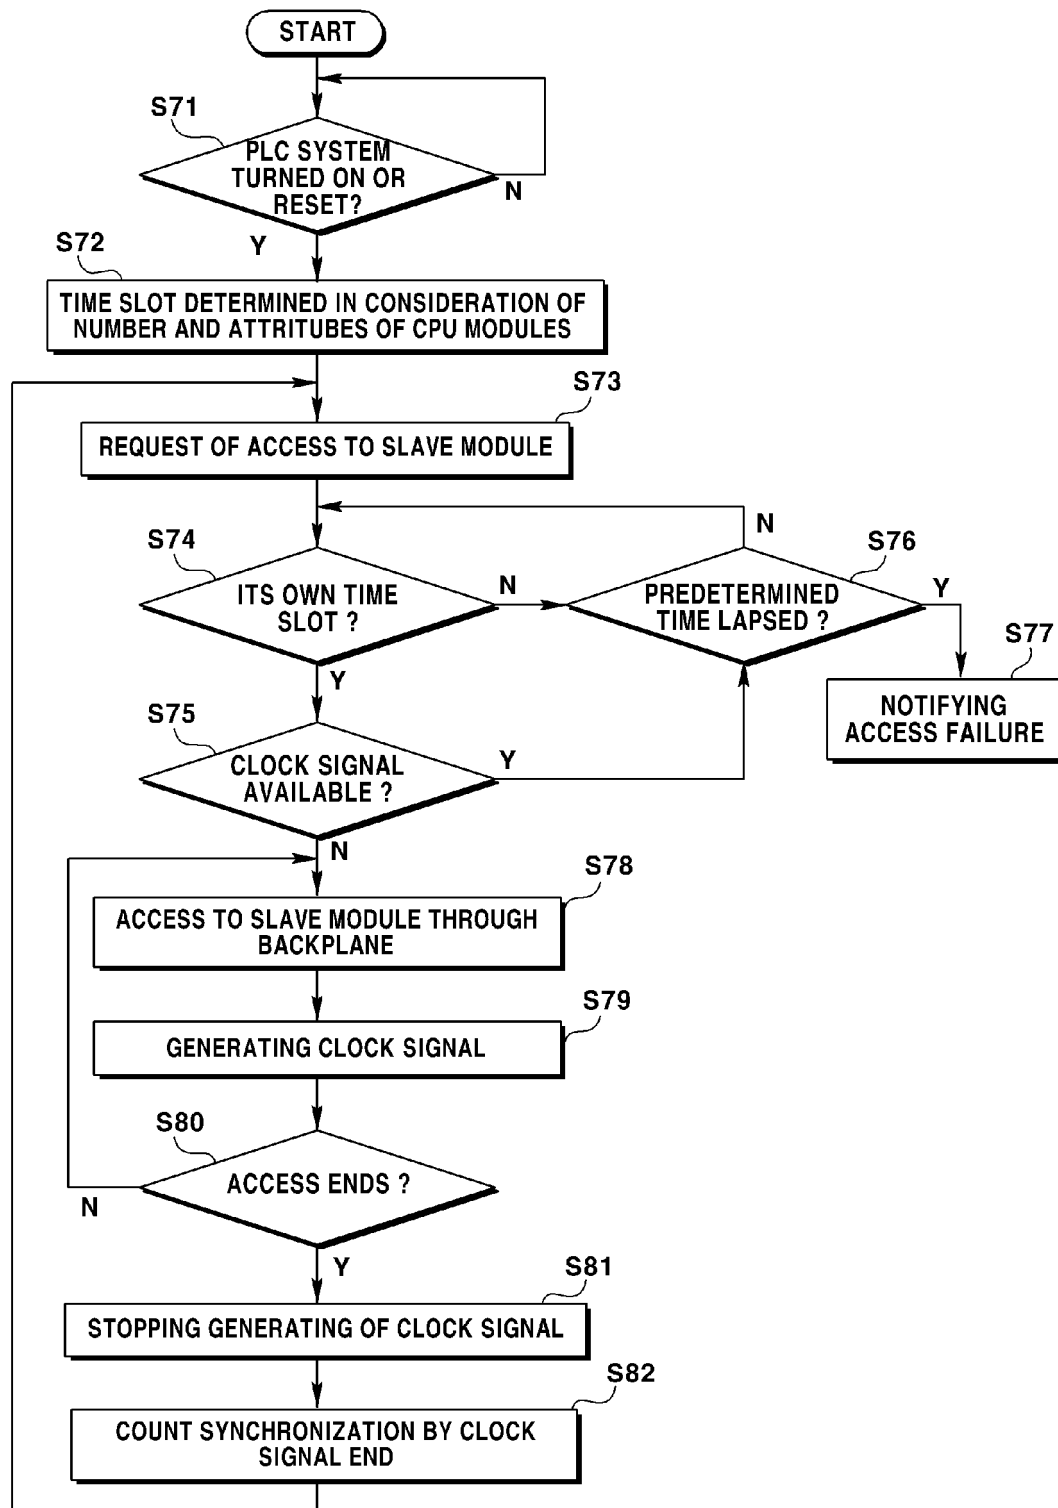 START
S71
PLC SYSTEM
TURNED ON OR
RESET?
N
Y
S72
TIME SLOT DETERMINED IN CONSIDERATION OF
NUMBER AND ATTRITUBES OF CPU MODULES
S73
REQUEST OF ACCESS TO SLAVE MODULE
S74
ITS OWN TIME
SLOT ?
N
Y
S76
PREDETERMINED
TIME LAPSED ?
N
Y
S77
NOTIFYING
ACCESS FAILURE
S75
CLOCK SIGNAL
AVAILABLE ?
Y
N
S78
ACCESS TO SLAVE MODULE THROUGH
BACKPLANE
S79
GENERATING CLOCK SIGNAL
S80
ACCESS ENDS ?
N
Y
S81
STOPPING GENERATING OF CLOCK SIGNAL
S82
COUNT SYNCHRONIZATION BY CLOCK
SIGNAL END